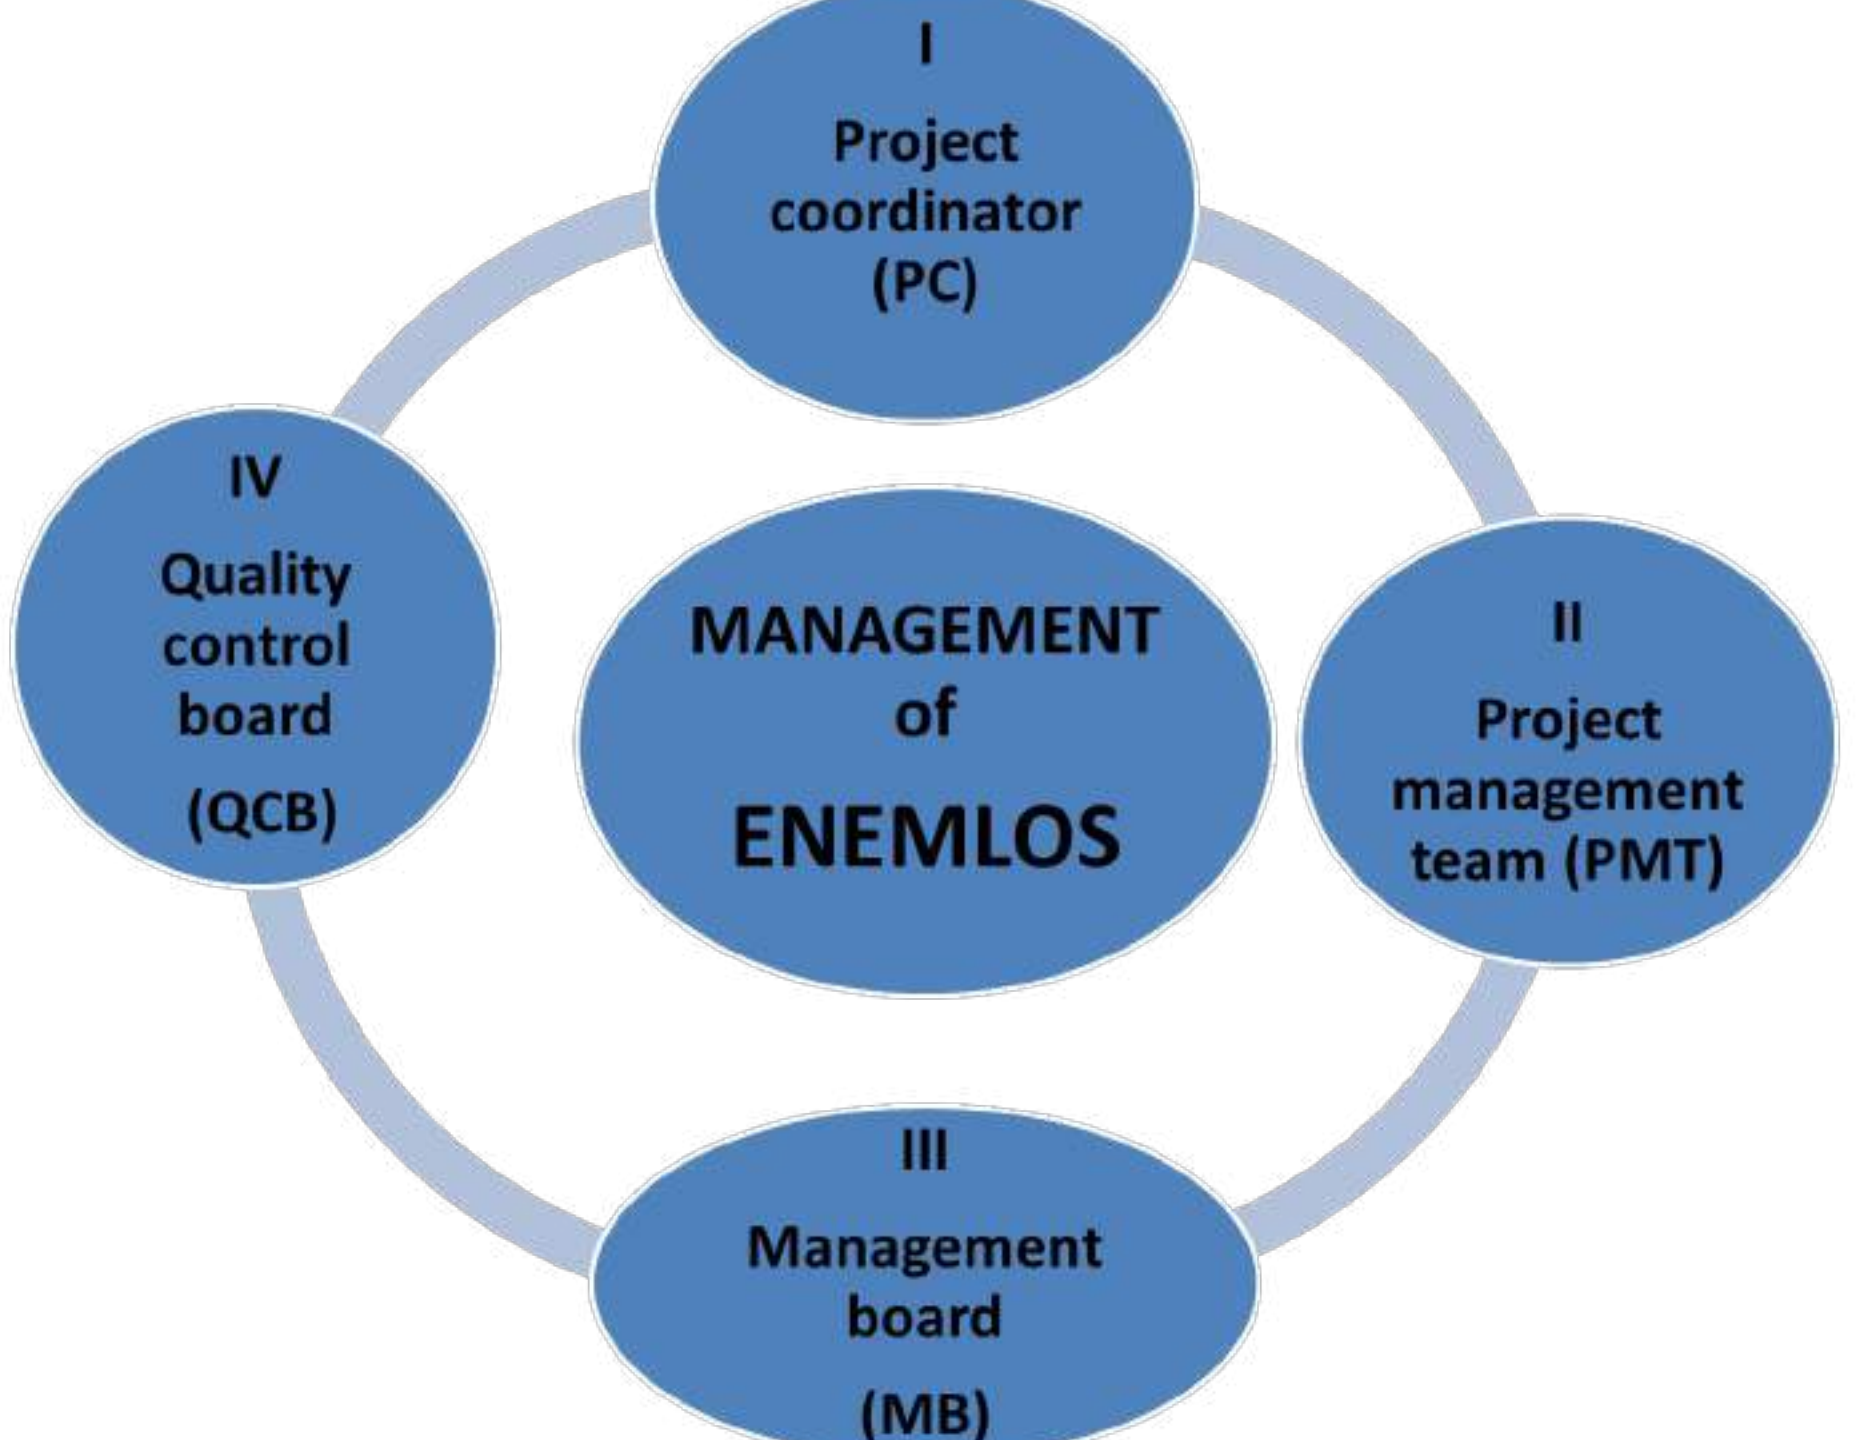 I
Project
coordinator
(PC)
IV
Quality
control
board
(QCB)
MANAGEMENT
of
ENEMLOS
II
Project
management
team (PMT)
III
Management
board
(MB)